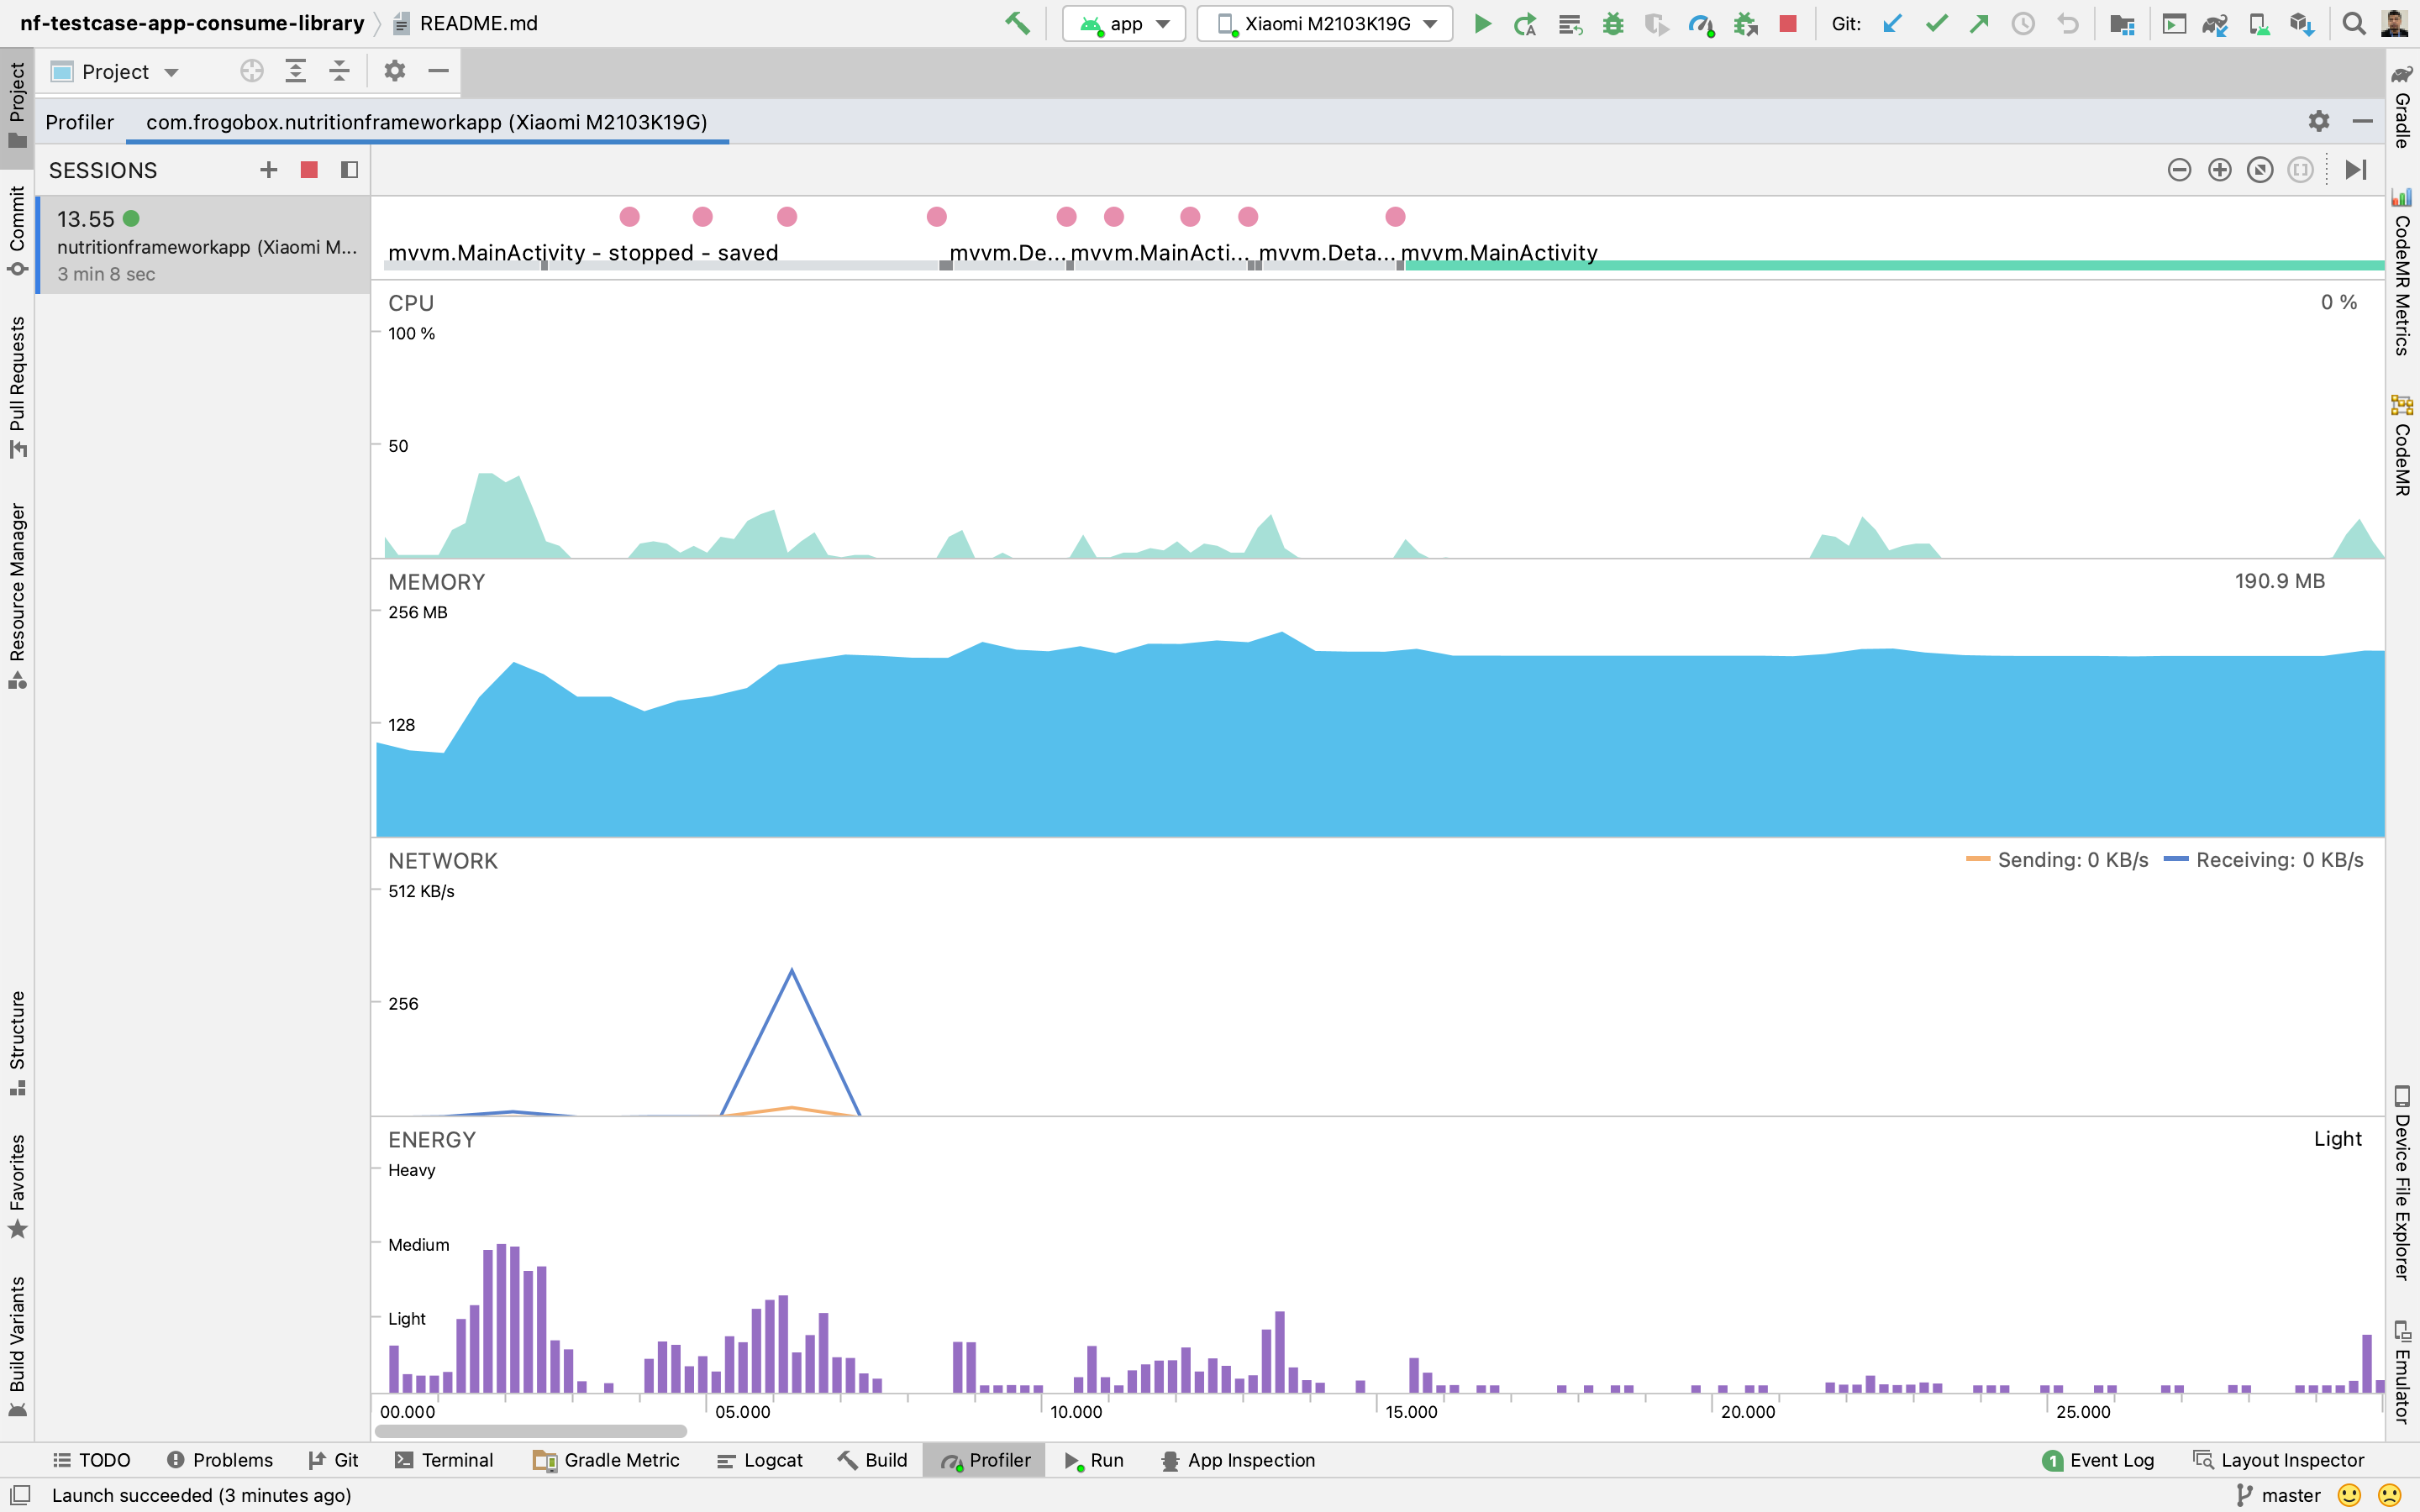 nf-testcase-app-consume-library README.md
app
Xiaomi M2103K19G
Git:
Project
Profiler com.frogobox.nutritionframeworkapp (Xiaomi M2103K19G)
SESSIONS
13.55
nutritionframeworkapp (Xiaomi M...
3 min 8 sec
mvvm.MainActivity – stopped – saved mvvm.De... mvvm.MainActi... mvvm.Deta... mvvm.MainActivity
CPU
0 %
100 %
50
MEMORY
190.9 MB
256 MB
128
NETWORK
Sending: 0 KB/s Receiving: 0 KB/s
512 KB/s
256
ENERGY
Light
Heavy
Medium
Light
00.000 05.000 10.000 15.000 20.000 25.000
Project
Commit
Pull Requests
Resource Manager
Structure
Favorites
Build Variants
Gradle
CodeMR Metrics
CodeMR
Device File Explorer
Emulator
TODO Problems Git Terminal Gradle Metric Logcat Build Profiler Run App Inspection 1 Event Log Layout Inspector
Launch succeeded (3 minutes ago)
master